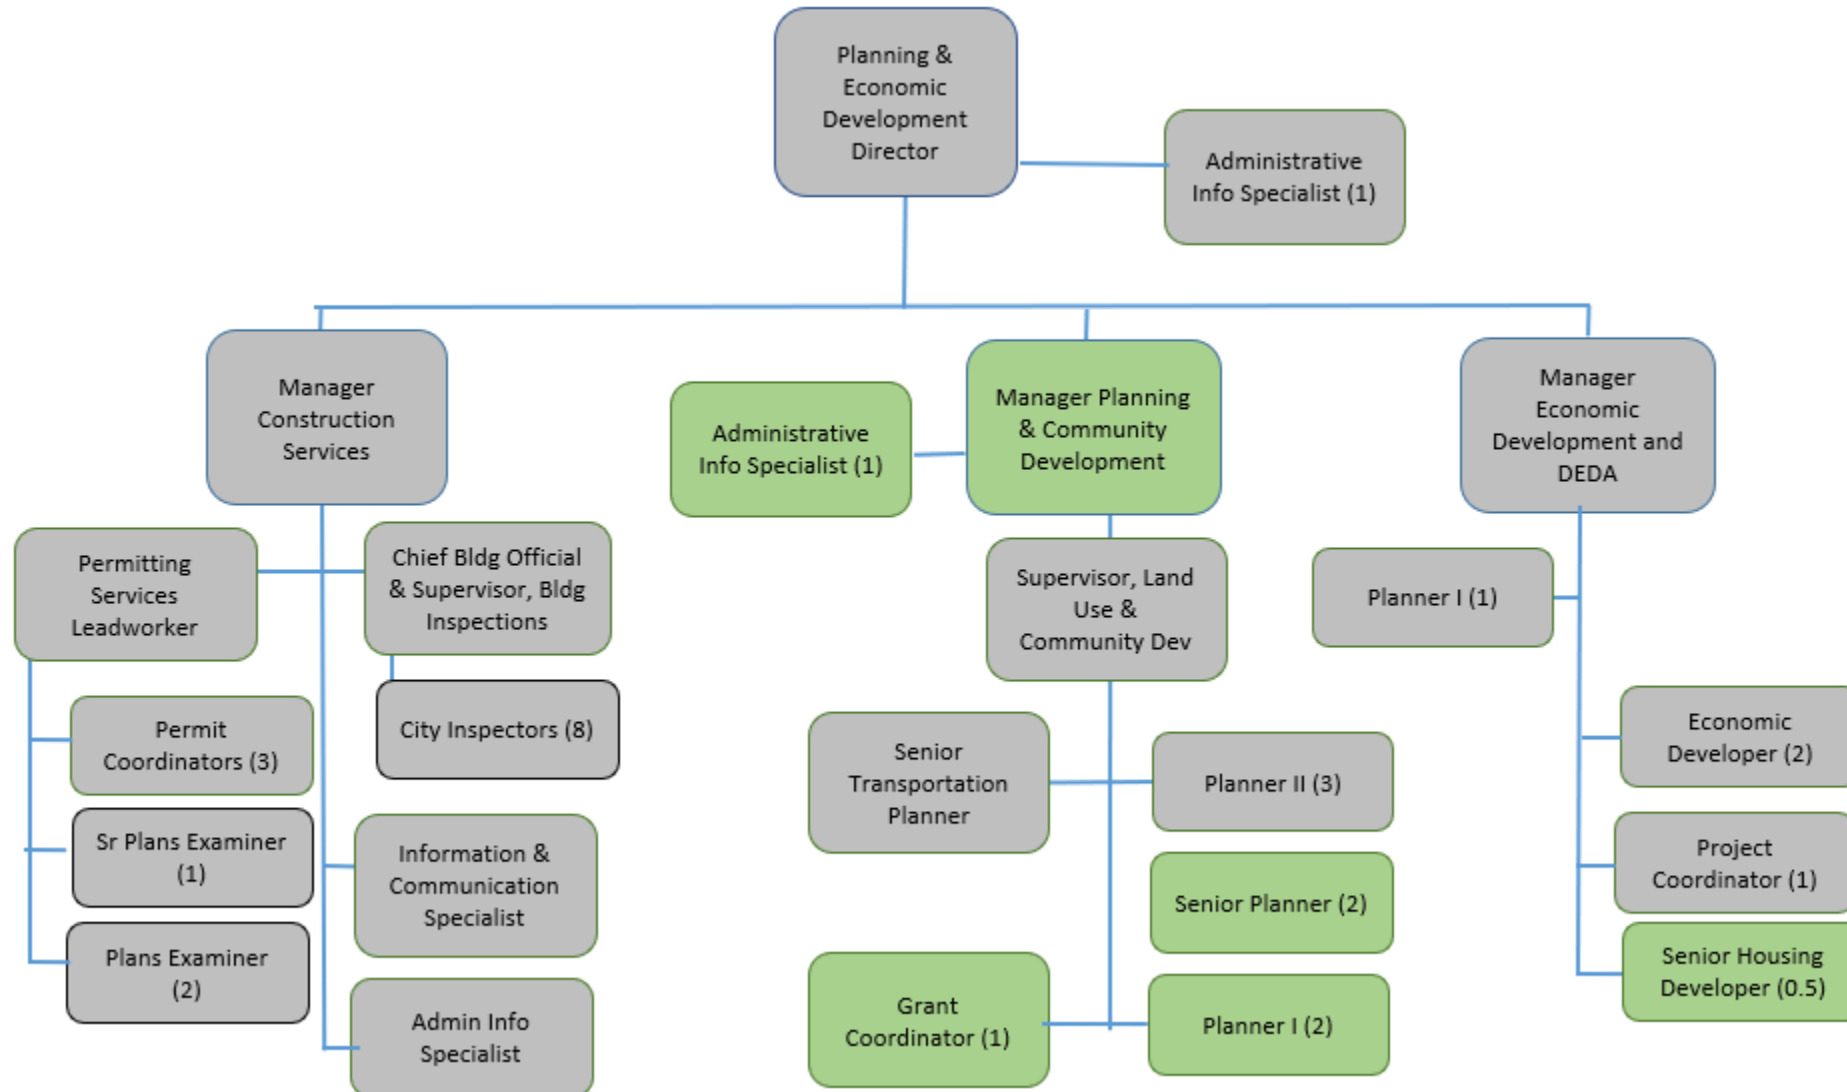 Planning &
Economic
Development
Director
Administrative
Info Specialist (1)
Manager
Construction
Services
Administrative
Info Specialist (1)
Manager Planning
& Community
Development
Manager
Economic
Development and
DEDA
Permitting
Services
Leadworker
Chief Bldg Official
& Supervisor, Bldg
Inspections
Supervisor, Land
Use &
Community Dev
Planner I (1)
Permit
Coordinators (3)
City Inspectors (8)
Senior
Transportation
Planner
Planner II (3)
Economic
Developer (2)
Sr Plans Examiner
(1)
Information &
Communication
Specialist
Senior Planner (2)
Project
Coordinator (1)
Plans Examiner
(2)
Admin Info
Specialist
Grant
Coordinator (1)
Planner I (2)
Senior Housing
Developer (0.5)